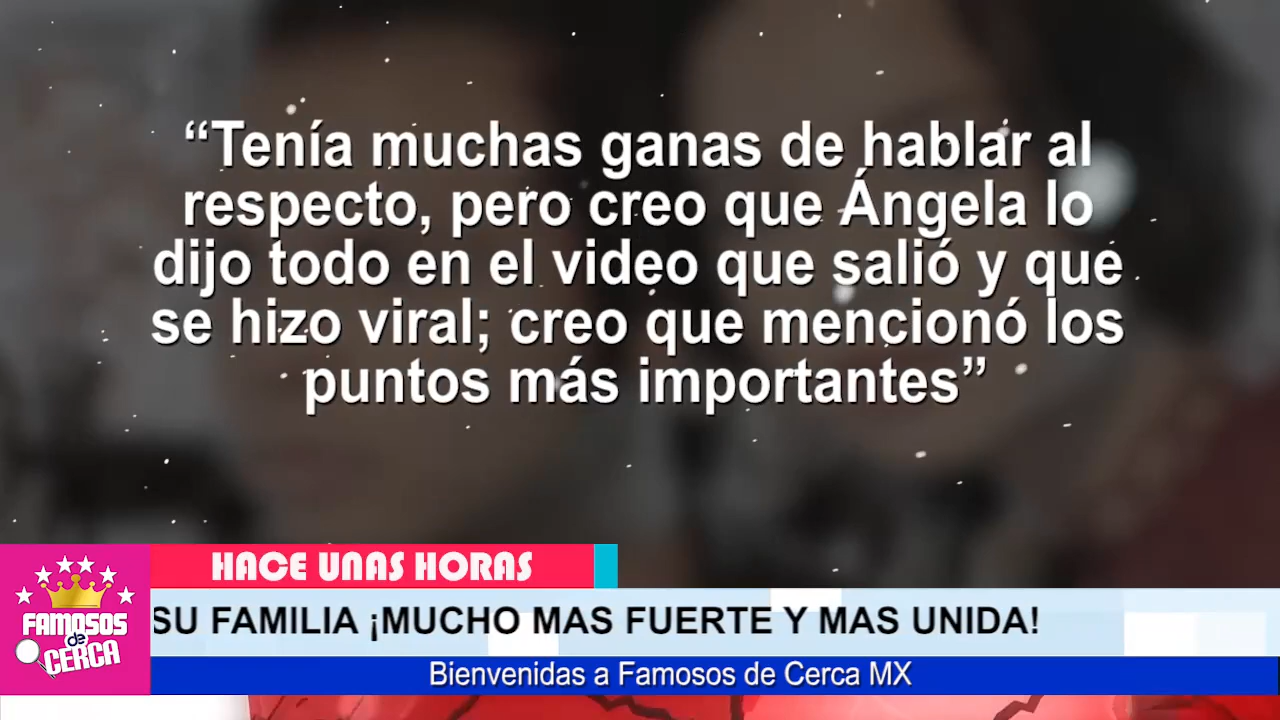 “Tenía muchas ganas de hablar al
respecto, pero creo que Ángela lo
dijo todo en el video que salió y que
se hizo viral; creo que mencionó los
puntos más importantes”
HACE UNAS HORAS
FAMOSOS
de
CERCA
SU FAMILIA ¡MUCHO MAS FUERTE Y MAS UNIDA!
Bienvenidas a Famosos de Cerca MX